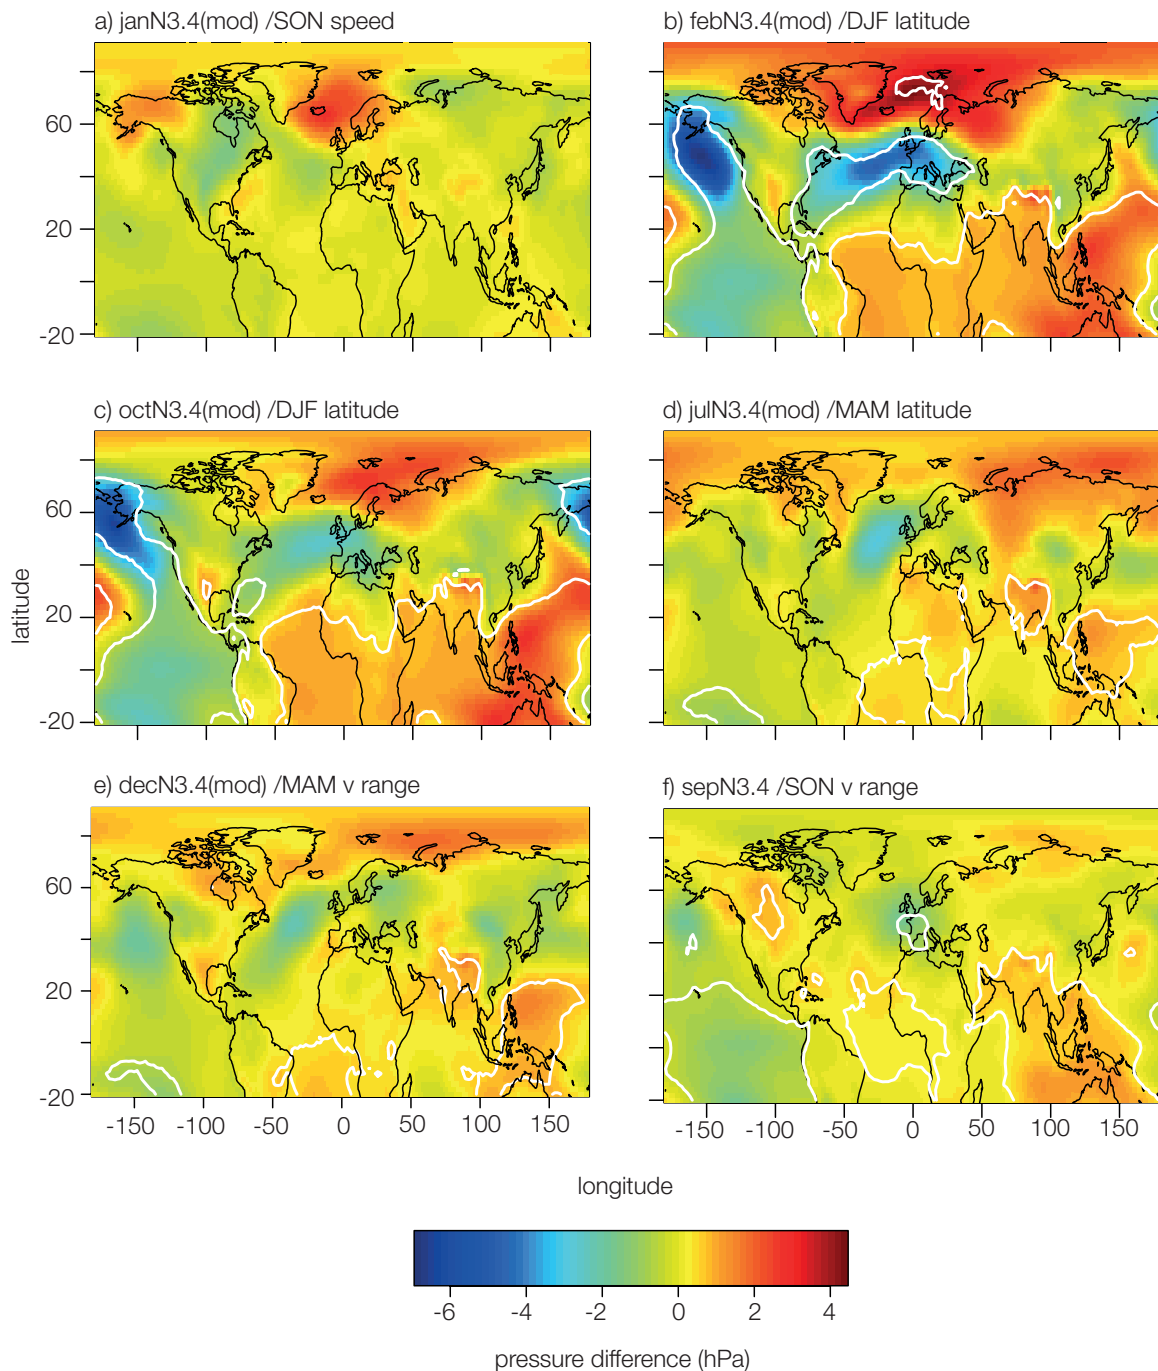 a) janN3.4(mod) /SON speed
b) febN3.4(mod) /DJF latitude
60
20
-20
c) octN3.4(mod) /DJF latitude
d) julN3.4(mod) /MAM latitude
60
20
-20
latitude
e) decN3.4(mod) /MAM v range
f) sepN3.4 /SON v range
60
20
-20
-150 -100 -50 0 50 100 150
-150 -100 -50 0 50 100 150
longitude
-6 -4 -2 0 2 4
pressure difference (hPa)